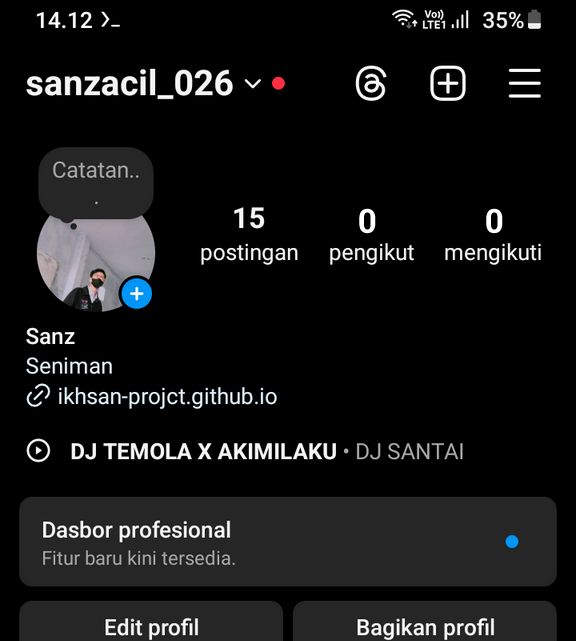 14.12 >_ Vo)) LTE1 35%
sanzacil_026
Catatan..
.
15 0 0
postingan pengikut mengikuti
Sanz
Seniman
ikhsan-projct.github.io
DJ TEMOLA X AKIMILAKU • DJ SANTAI
Dasbor profesional
Fitur baru kini tersedia.
Edit profil Bagikan profil